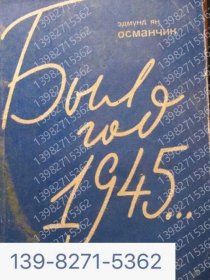 ЭДМУНД ЯН
ОСМАНЧИК
Был
год
1945...
139-8271-5362